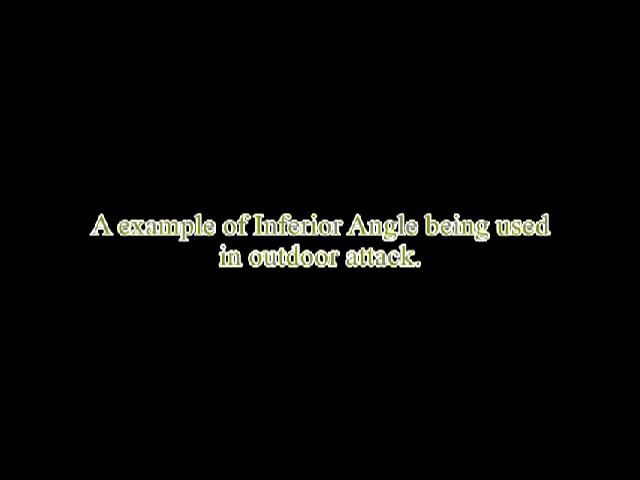 A example of Inferior Angle being used
in outdoor attack.